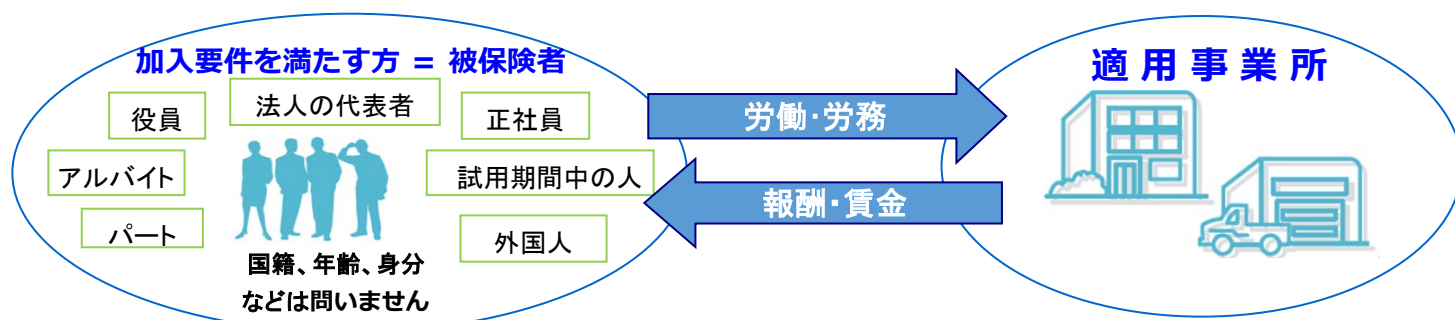 加入要件を満たす方 = 被保険者
役員
法人の代表者
正社員
アルバイト
試用期間中の人
パート
外国人
国籍、年齢、身分
などは問いません
労働・労務
報酬・賃金
適用事業所